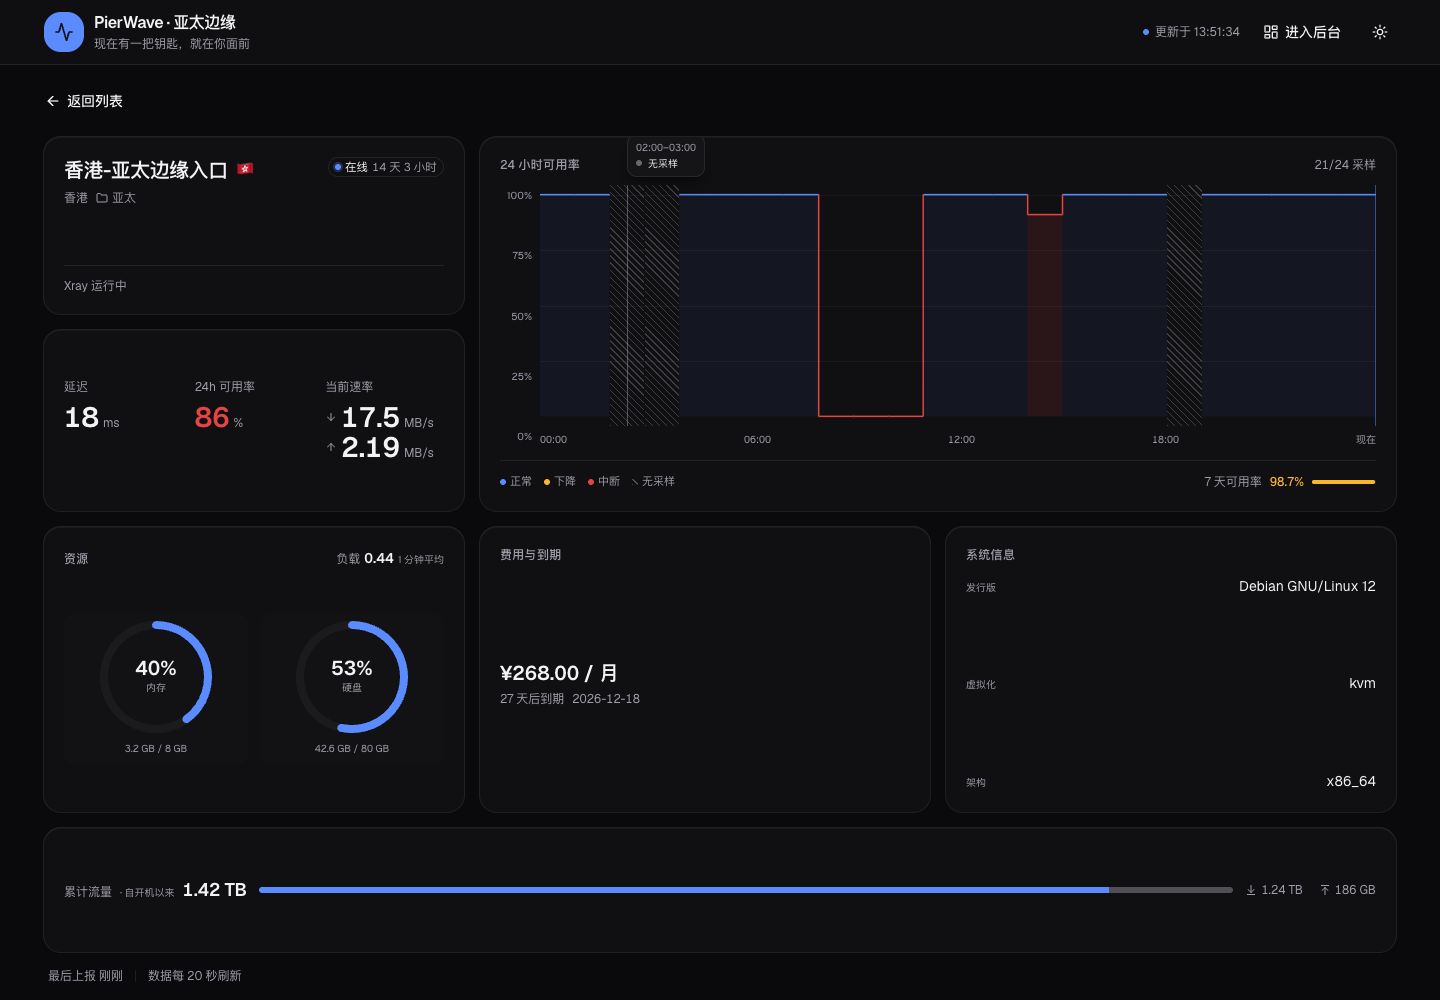 PierWave · 亚太边缘
现在有一把钥匙，就在你面前
更新于 13:51:34
进入后台
返回列表
香港-亚太边缘入口
在线 14 天 3 小时
香港 亚太
Xray 运行中
24 小时可用率
02:00–03:00
无采样
21/24 采样
100%
75%
50%
25%
0%
00:00
06:00
12:00
18:00
现在
正常
下降
中断
无采样
7 天可用率 98.7%
延迟
18 ms
24h 可用率
86 %
当前速率
↓ 17.5 MB/s
↑ 2.19 MB/s
资源
负载 0.44 1 分钟平均
40%
内存
3.2 GB / 8 GB
53%
硬盘
42.6 GB / 80 GB
费用与到期
¥268.00 / 月
27 天后到期 2026-12-18
系统信息
发行版
Debian GNU/Linux 12
虚拟化
kvm
架构
x86_64
累计流量 · 自开机以来 1.42 TB
1.24 TB
186 GB
最后上报 刚刚
数据每 20 秒刷新